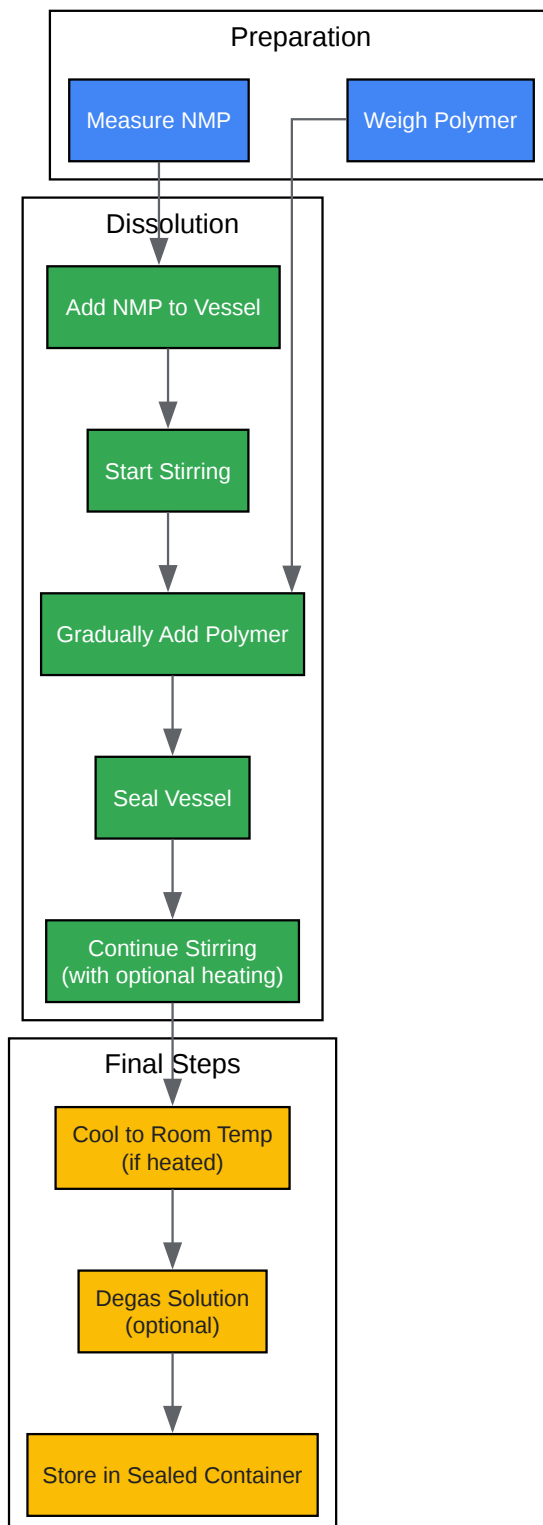 Preparation
Measure NMP
Weigh Polymer
Dissolution
Add NMP to Vessel
Start Stirring
Gradually Add Polymer
Seal Vessel
Continue Stirring
(with optional heating)
Final Steps
Cool to Room Temp
(if heated)
Degas Solution
(optional)
Store in Sealed Container